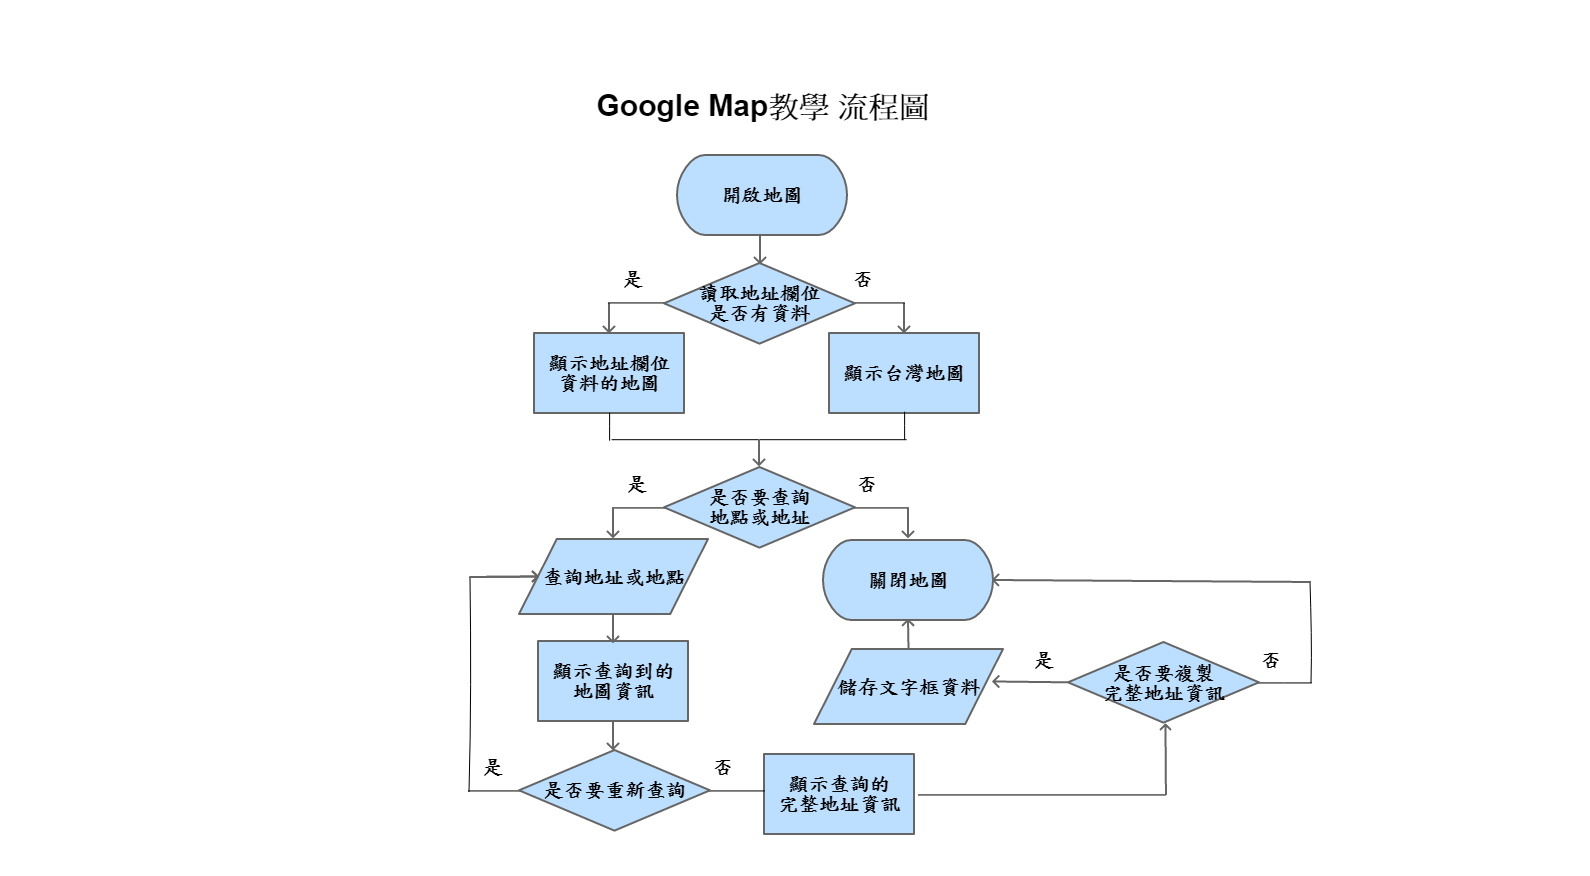 Google Map教學 流程圖
開啟地圖
是
否
讀取地址欄位
是否有資料
顯示地址欄位
資料的地圖
顯示台灣地圖
是
否
是否要查詢
地點或地址
查詢地址或地點
關閉地圖
顯示查詢到的
地圖資訊
儲存文字框資料
是
否
是否要複製
完整地址資訊
是
否
是否要重新查詢
顯示查詢的
完整地址資訊